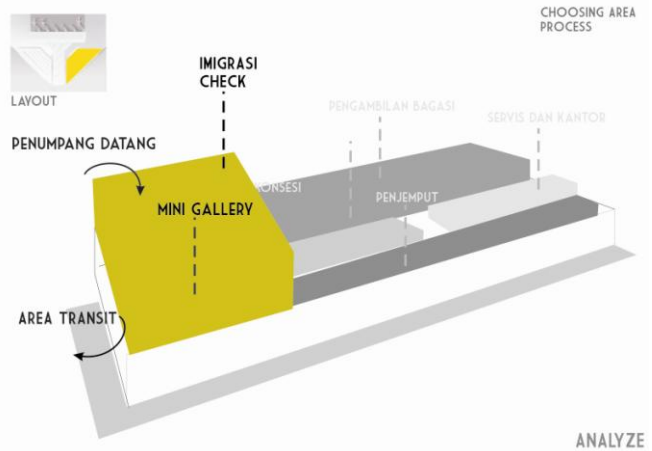 CHOOSING AREA
PROCESS
LAYOUT
IMIGRASI
CHECK
PENGAMBILAN BAGASI
SERVIS DAN KANTOR
PENUMPANG DATANG
ONSESI
PENJEMPUT
MINI GALLERY
AREA TRANSIT
ANALYZE